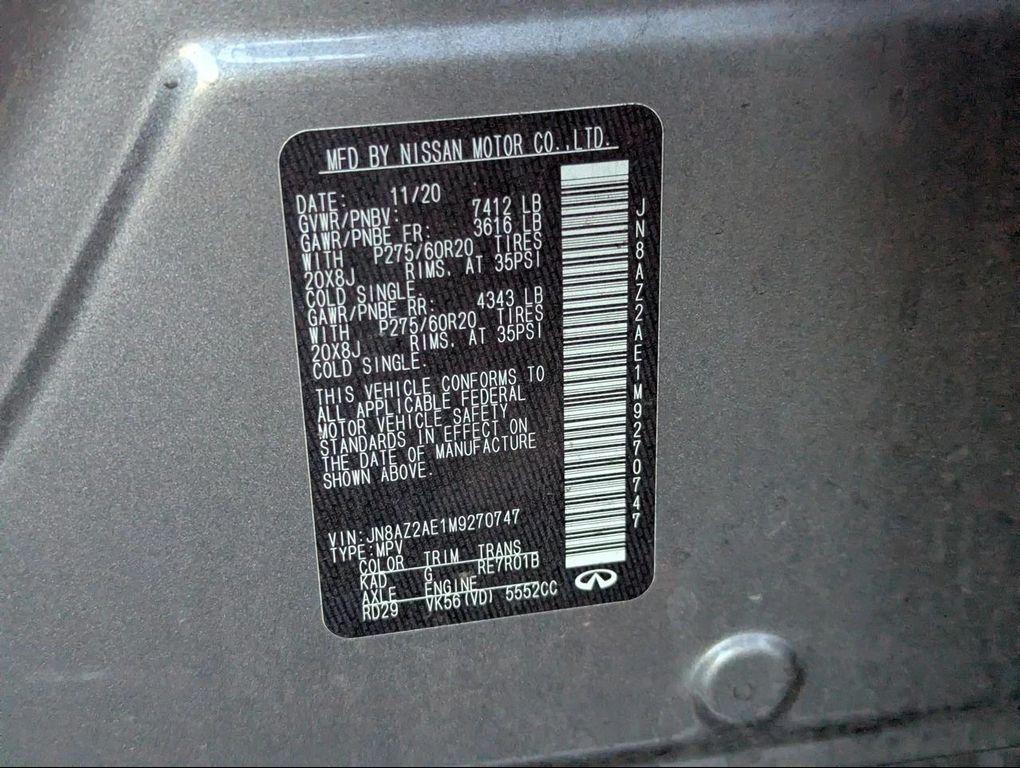 MFD BY NISSAN MOTOR CO.,LTD.
DATE: 11/20
GVWR/PNBV: 7412 LB
GAWR/PNBE FR: 3616 LB
WITH P275/60R20 TIRES
20X8J RIMS. AT 35PSI
COLD SINGLE.
GAWR/PNBE RR: 4343 LB
WITH P275/60R20 TIRES
20X8J RIMS. AT 35PSI
COLD SINGLE.
THIS VEHICLE CONFORMS TO
ALL APPLICABLE FEDERAL
MOTOR VEHICLE SAFETY
STANDARDS IN EFFECT ON
THE DATE OF MANUFACTURE
SHOWN ABOVE.
VIN:JN8AZ2AE1M9270747
TYPE:MPV
COLOR TRIM TRANS
KAD G RE7R01B
AXLE ENGINE
RD29 VK56(VD) 5552CC
JN8AZ2AE1M9270747